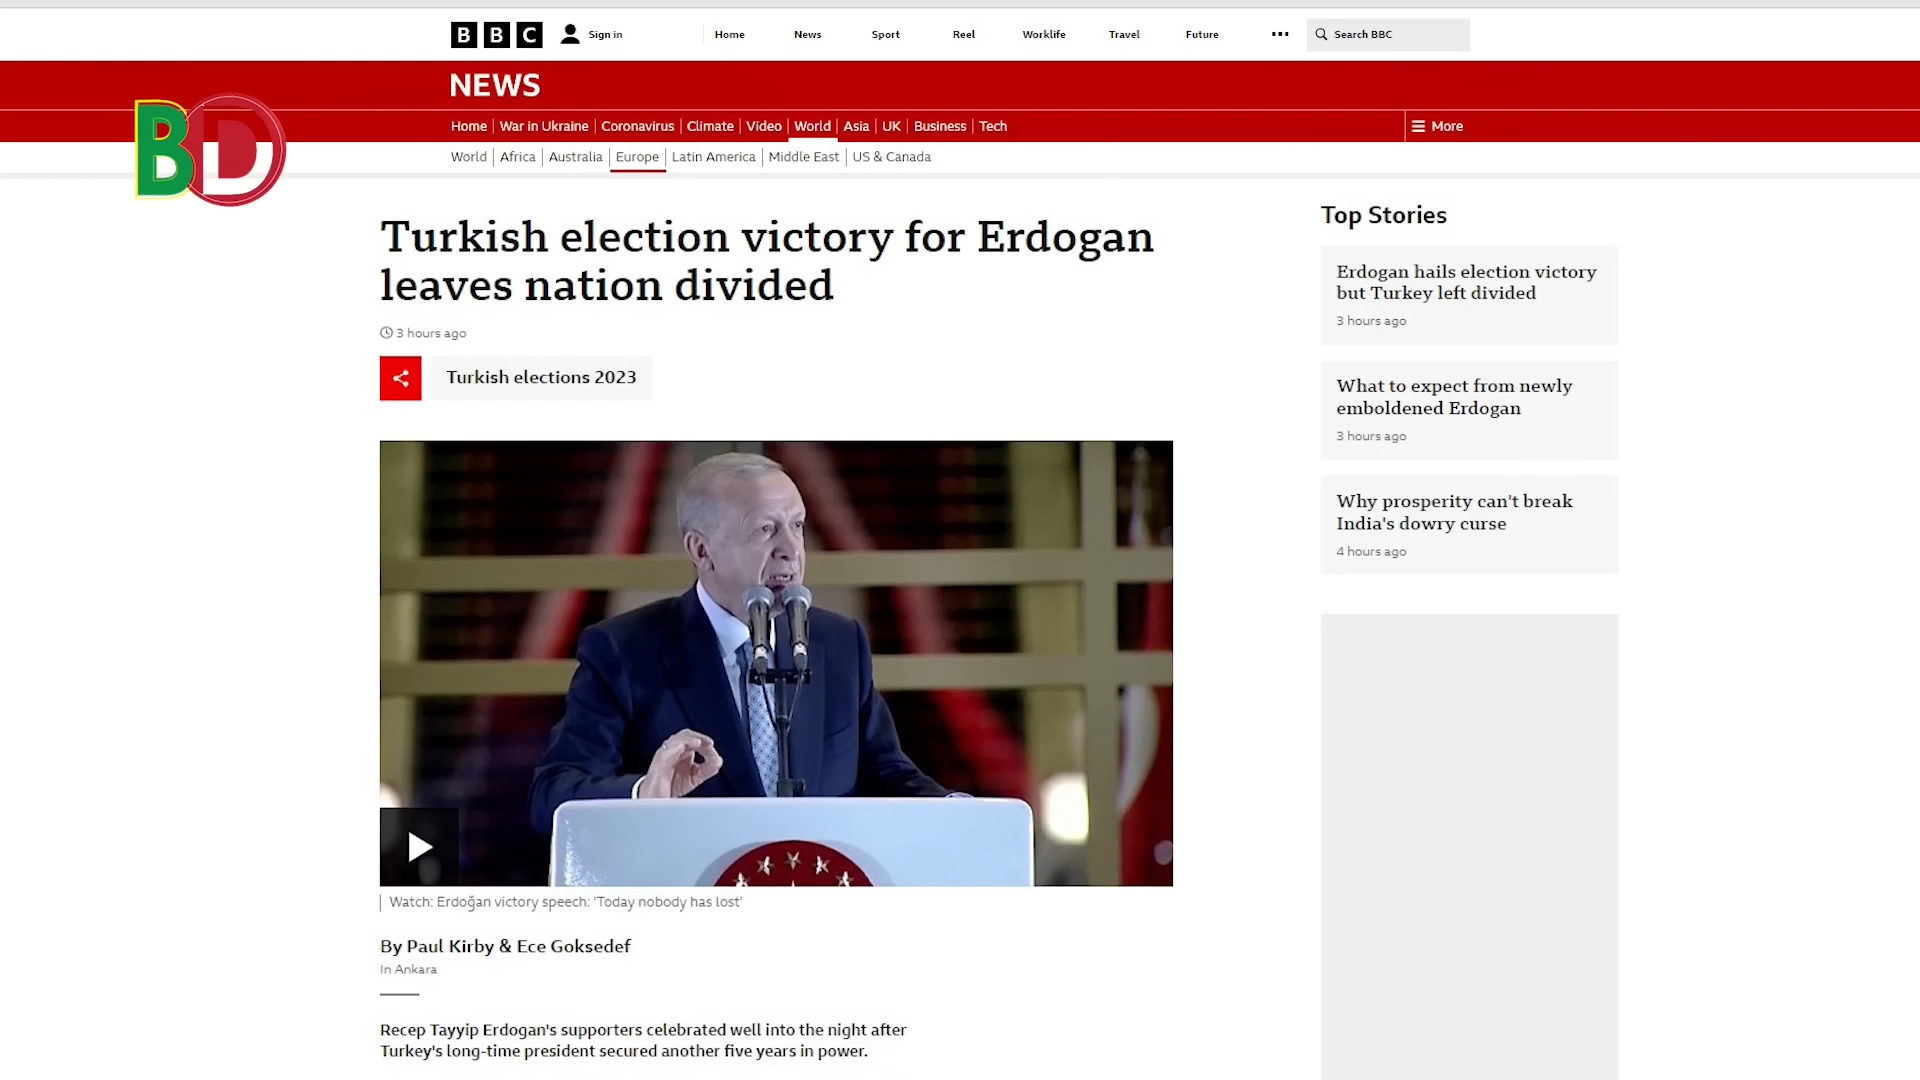 BBC
Sign in
Home
News
Sport
Reel
Worklife
Travel
Future
Search BBC
NEWS
Home
War in Ukraine
Coronavirus
Climate
Video
World
Asia
UK
Business
Tech
More
World
Africa
Australia
Europe
Latin America
Middle East
US & Canada
BD
Turkish election victory for Erdogan
leaves nation divided
3 hours ago
Turkish elections 2023
Watch: Erdoğan victory speech: 'Today nobody has lost'
By Paul Kirby & Ece Goksedef
In Ankara
Recep Tayyip Erdogan's supporters celebrated well into the night after
Turkey's long-time president secured another five years in power.
Top Stories
Erdogan hails election victory
but Turkey left divided
3 hours ago
What to expect from newly
emboldened Erdogan
3 hours ago
Why prosperity can't break
India's dowry curse
4 hours ago